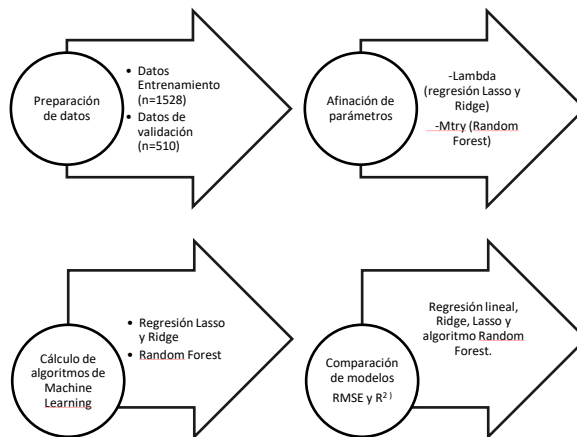 Preparación
de datos
• Datos
Entrenamiento
(n=1528)
• Datos de
validación
(n=510)
Afinación de
parámetros
-Lambda
(regresión Lasso y
Ridge)
-Mtry (Random
Forest)
Cálculo de
algoritmos de
Machine
Learning
• Regresión Lasso
y Ridge
• Random Forest
Comparación
de modelos
RMSE y R²⁾
Regresión lineal,
Ridge, Lasso y
algoritmo Random
Forest.